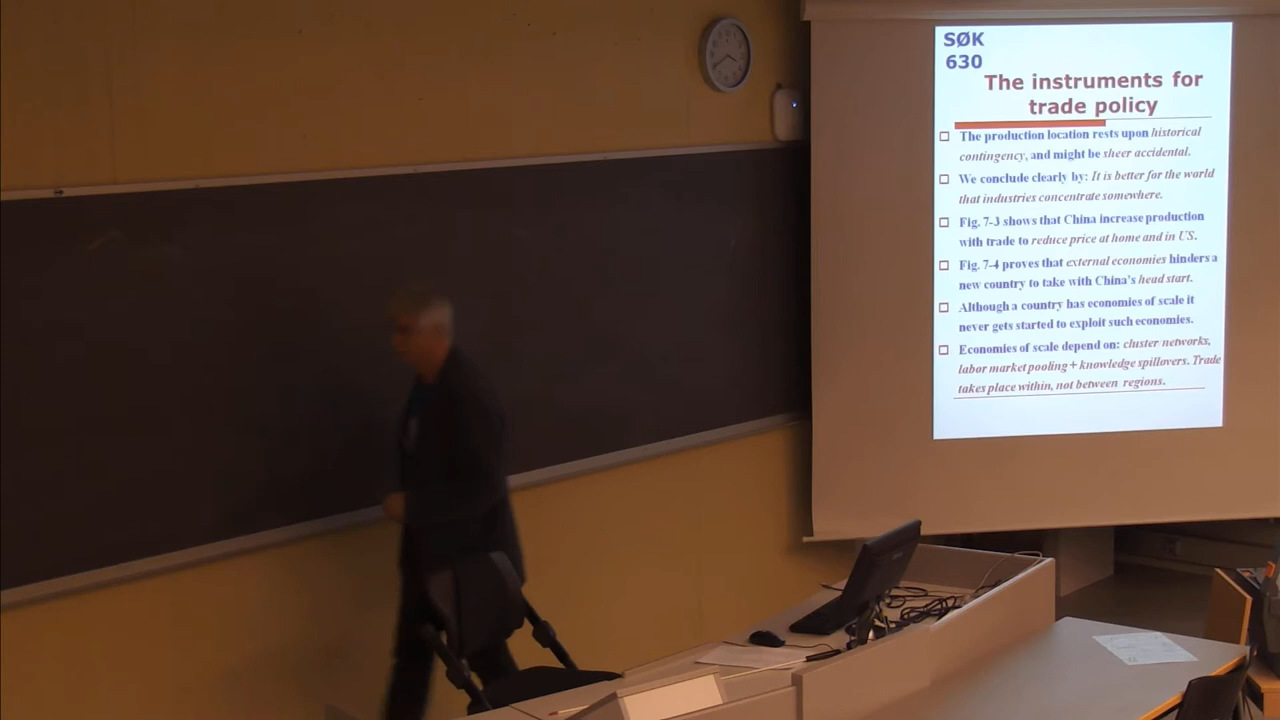 SØK
630
The instruments for
trade policy
The production location rests upon historical
contingency, and might be sheer accidental.
We conclude clearly by: It is better for the world
that industries concentrate somewhere.
Fig. 7-3 shows that China increase production
with trade to reduce price at home and in US.
Fig. 7-4 proves that external economies hinders a
new country to take with China's head start.
Although a country has economies of scale it
never gets started to exploit such economies.
Economies of scale depend on: cluster networks,
labor market pooling + knowledge spillovers. Trade
takes place within, not between regions.